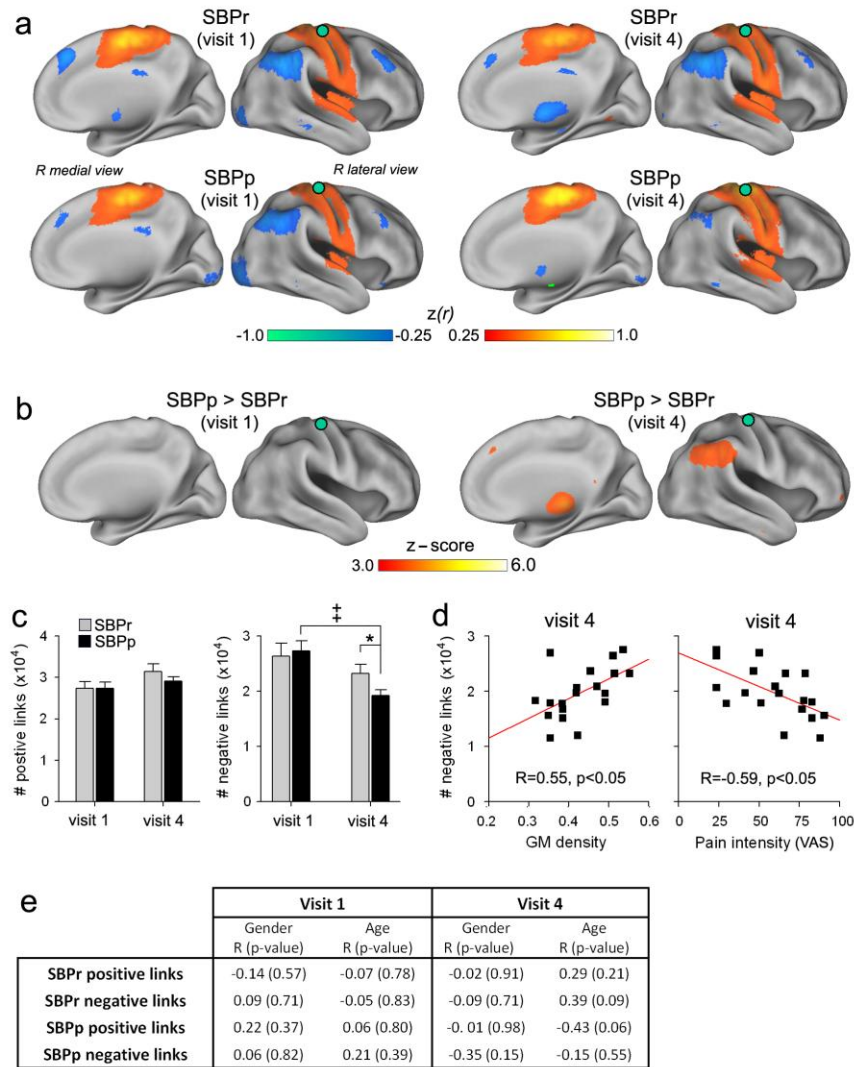 a
SBPr
(visit 1)
SBPr
(visit 4)
R medial view
SBPp
(visit 1)
R lateral view
SBPp
(visit 4)
z(r)
-1.0
-0.25
0.25
1.0
b
SBPp > SBPr
(visit 1)
SBPp > SBPr
(visit 4)
z – score
3.0
6.0
c
SBPr
SBPp
# postive links (x10⁴)
4
3
2
1
0
visit 1
visit 4
# negative links (x10⁴)
4
3
2
1
0
‡
*
visit 1
visit 4
d
visit 4
# negative links (x10⁴)
4
3
2
1
0
R=0.55, p<0.05
0.2 0.3 0.4 0.5 0.6
GM density
visit 4
R=-0.59, p<0.05
0 25 50 75 100
Pain intensity (VAS)
e
Visit 1 Visit 4
Gender Age Gender Age
R (p-value) R (p-value) R (p-value) R (p-value)
SBPr positive links -0.14 (0.57) -0.07 (0.78) -0.02 (0.91) 0.29 (0.21)
SBPr negative links 0.09 (0.71) -0.05 (0.83) -0.09 (0.71) 0.39 (0.09)
SBPp positive links 0.22 (0.37) 0.06 (0.80) -0.01 (0.98) -0.43 (0.06)
SBPp negative links 0.06 (0.82) 0.21 (0.39) -0.35 (0.15) -0.15 (0.55)